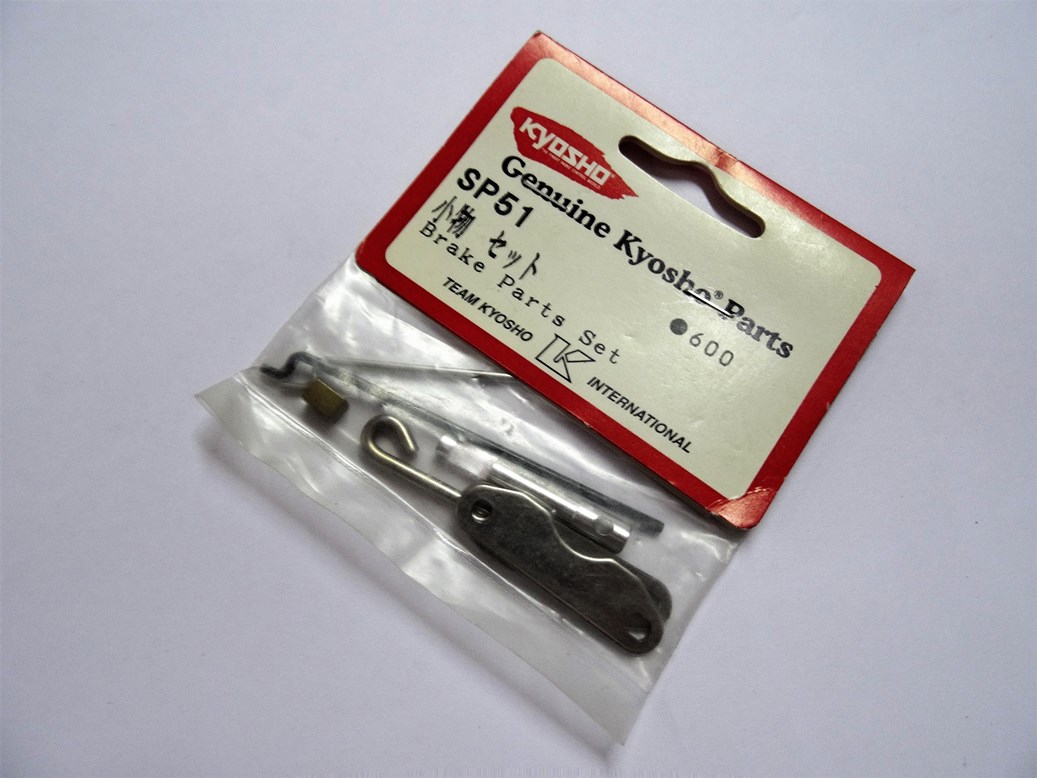 KYOSHO
Genuine Kyosho® Parts
SP51
小物 セット
Brake Parts Set
●600
TEAM KYOSHO
INTERNATIONAL